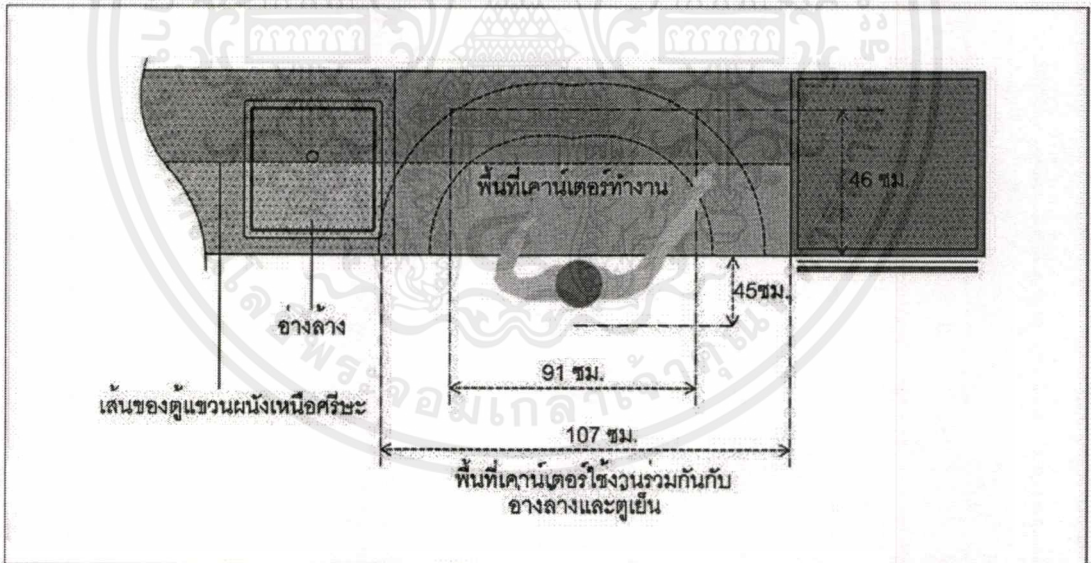 พื้นที่เคาน์เตอร์ทำงาน
46 ซม.
45ซม.
อ่างล้าง
91 ซม.
เส้นของตู้แขวนผนังเหนือศรีษะ
107 ซม.
พื้นที่เคาน์เตอร์ใช้งานร่วมกันกับ
อางลางและตูเย็น